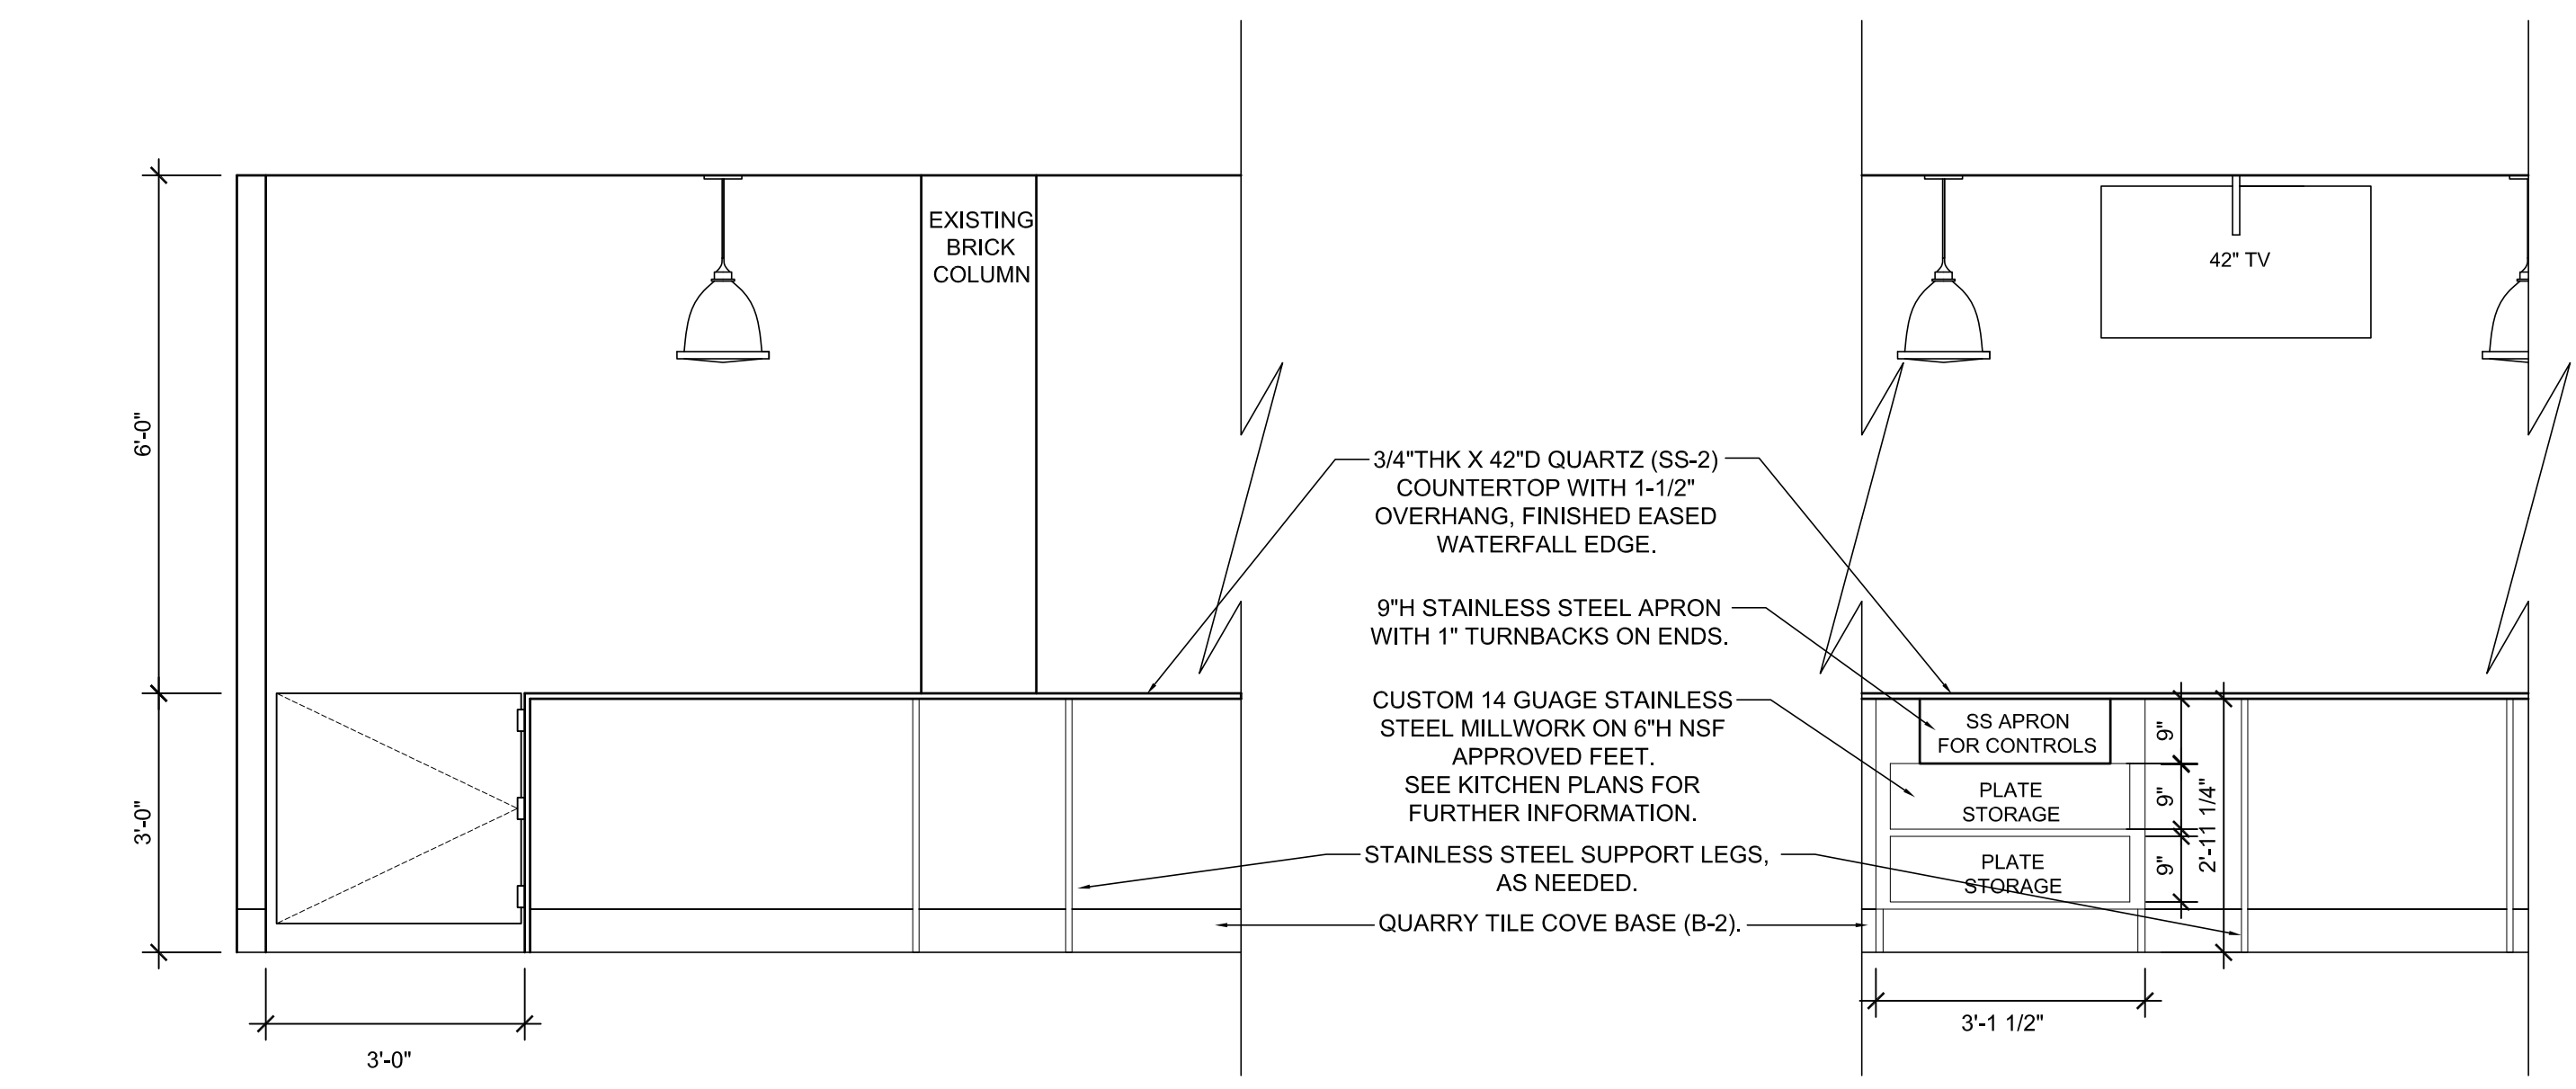 EXISTING
BRICK
COLUMN
42" TV
6'-0"
3'-0"
3'-0"
3/4"THK X 42"D QUARTZ (SS-2)
COUNTERTOP WITH 1-1/2"
OVERHANG, FINISHED EASED
WATERFALL EDGE.
9"H STAINLESS STEEL APRON
WITH 1" TURNBACKS ON ENDS.
CUSTOM 14 GUAGE STAINLESS
STEEL MILLWORK ON 6"H NSF
APPROVED FEET.
SEE KITCHEN PLANS FOR
FURTHER INFORMATION.
STAINLESS STEEL SUPPORT LEGS,
AS NEEDED.
QUARRY TILE COVE BASE (B-2).
SS APRON
FOR CONTROLS
PLATE
STORAGE
PLATE
STORAGE
9"
9"
9"
2'-11 1/4"
3'-1 1/2"